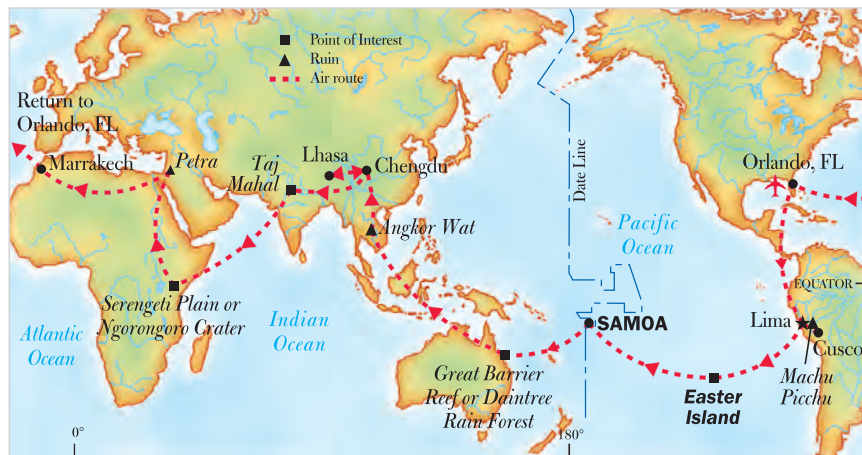 Point of Interest
Ruin
Air route
Return to
Orlando, FL
Marrakech
Petra
Taj
Mahal
Lhasa
Chengdu
Angkor Wat
Date Line
Pacific
Ocean
Orlando, FL
EQUATOR
Serengeti Plain or
Ngorongoro Crater
Atlantic
Ocean
Indian
Ocean
SAMOA
Lima
Cusco
Machu
Picchu
Great Barrier
Reef or Daintree
Rain Forest
Easter
Island
0°
180°